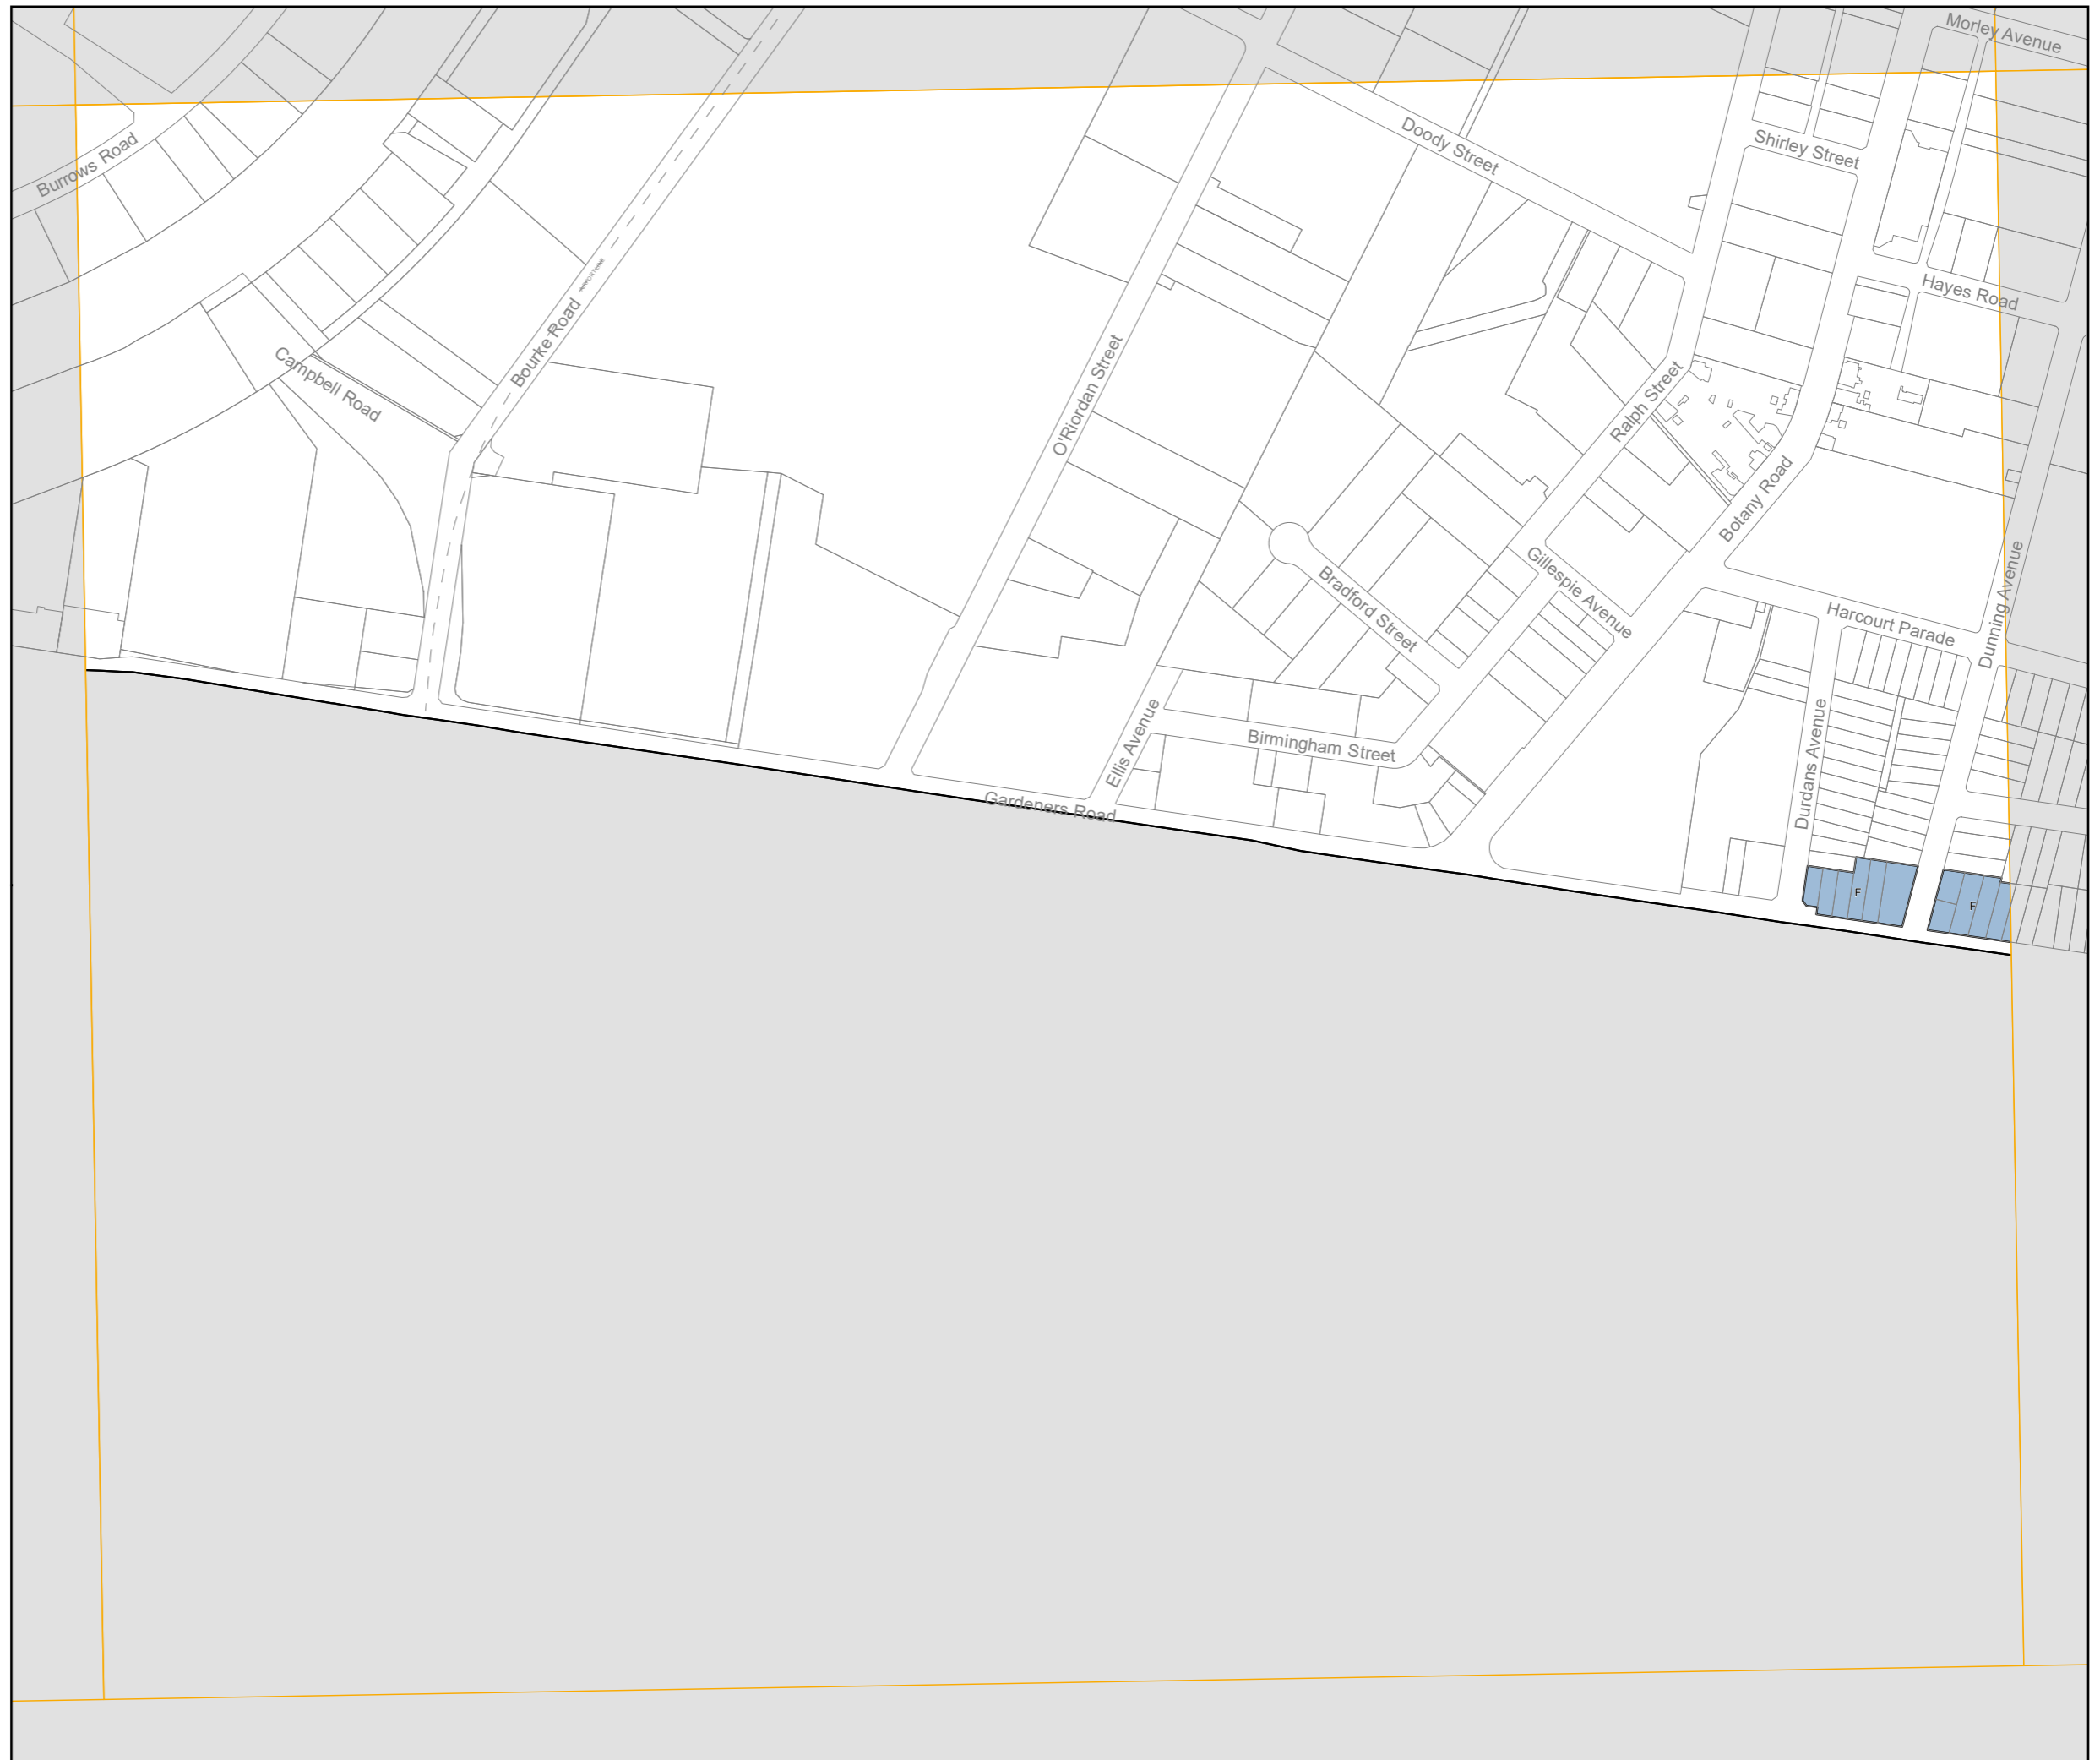 Morley Avenue
Burrows Road
Doody Street
Shirley Street
Hayes Road
Bourke Road
Campbell Road
O'Riordan Street
Ralph Street
Botany Road
Gillespie Avenue
Bradford Street
Harcourt Parade
Dunning Avenue
Ellis Avenue
Birmingham Street
Durdans Avenue
Gardeners Road
F
F